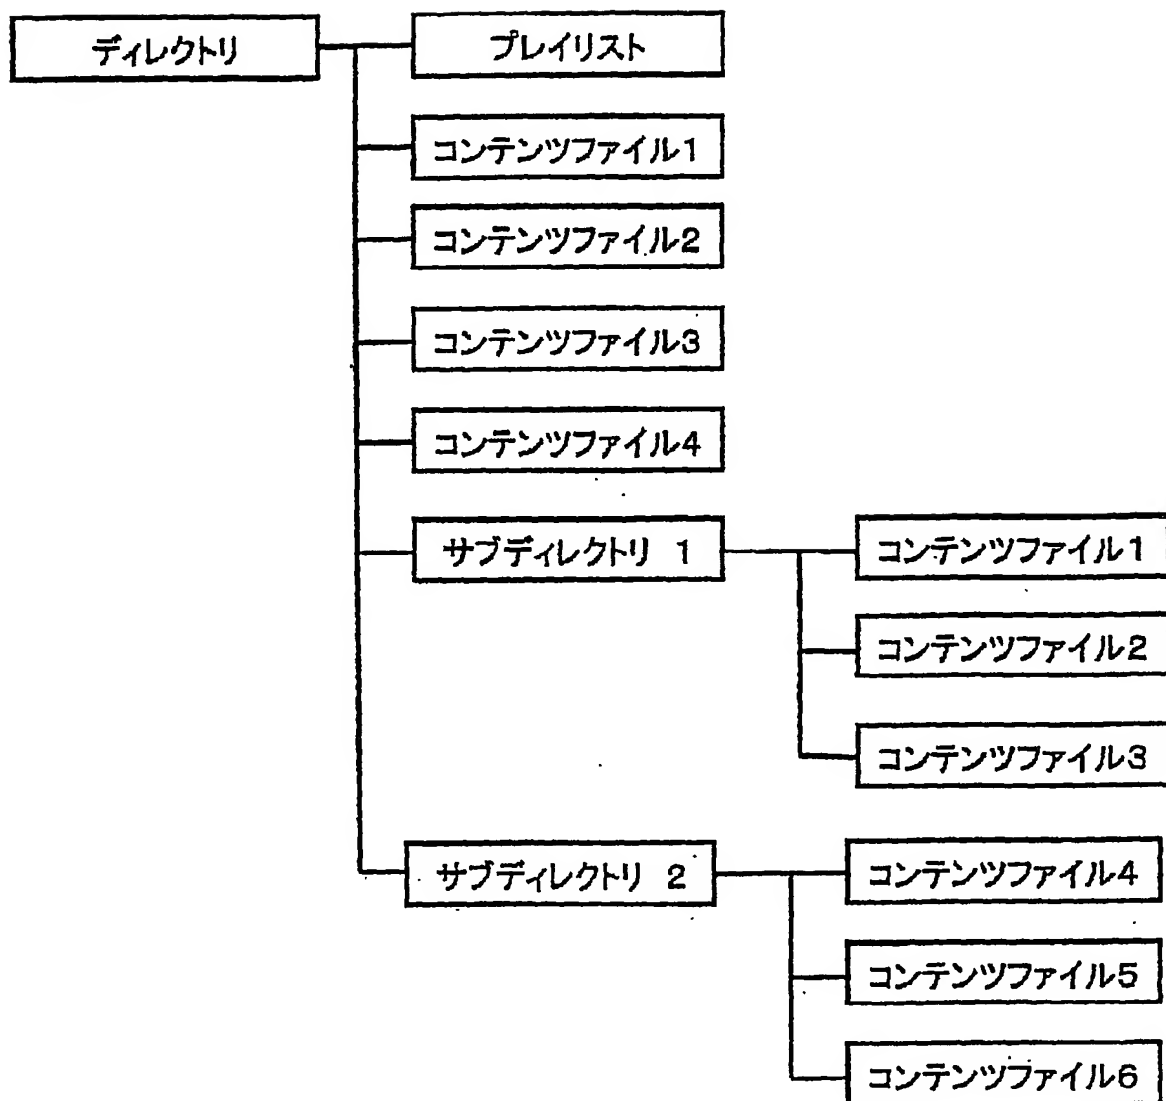 ディレクトリ
プレイリスト
コンテンツファイル1
コンテンツファイル2
コンテンツファイル3
コンテンツファイル4
サブディレクトリ 1
コンテンツファイル1
コンテンツファイル2
コンテンツファイル3
サブディレクトリ 2
コンテンツファイル4
コンテンツファイル5
コンテンツファイル6